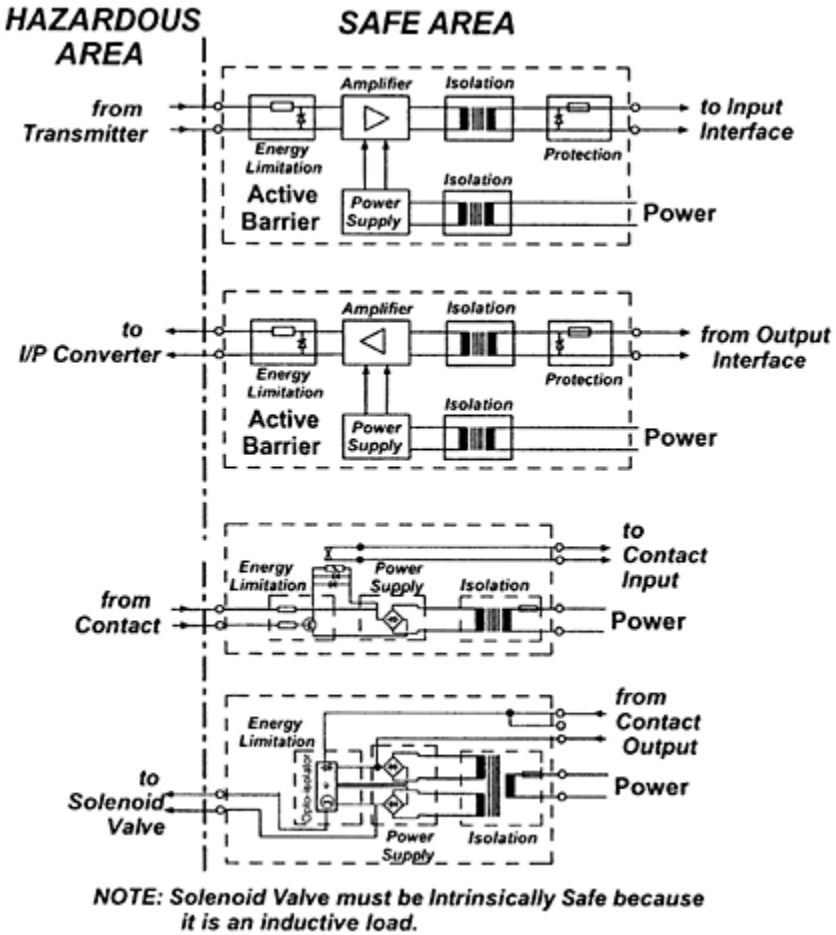 HAZARDOUS
AREA
SAFE AREA
from
Transmitter
Energy
Limitation
Amplifier
Isolation
Protection
to Input
Interface
Active
Barrier
Power
Supply
Isolation
Power
to
I/P Converter
Energy
Limitation
Amplifier
Isolation
Protection
from Output
Interface
Active
Barrier
Power
Supply
Isolation
Power
to
Contact
Input
Energy
Limitation
Power
Supply
Isolation
from
Contact
Power
from
Contact
Output
Energy
Limitation
Opto-isolator
to
Solenoid
Valve
Power
Supply
Isolation
Power
NOTE: Solenoid Valve must be Intrinsically Safe because
it is an inductive load.